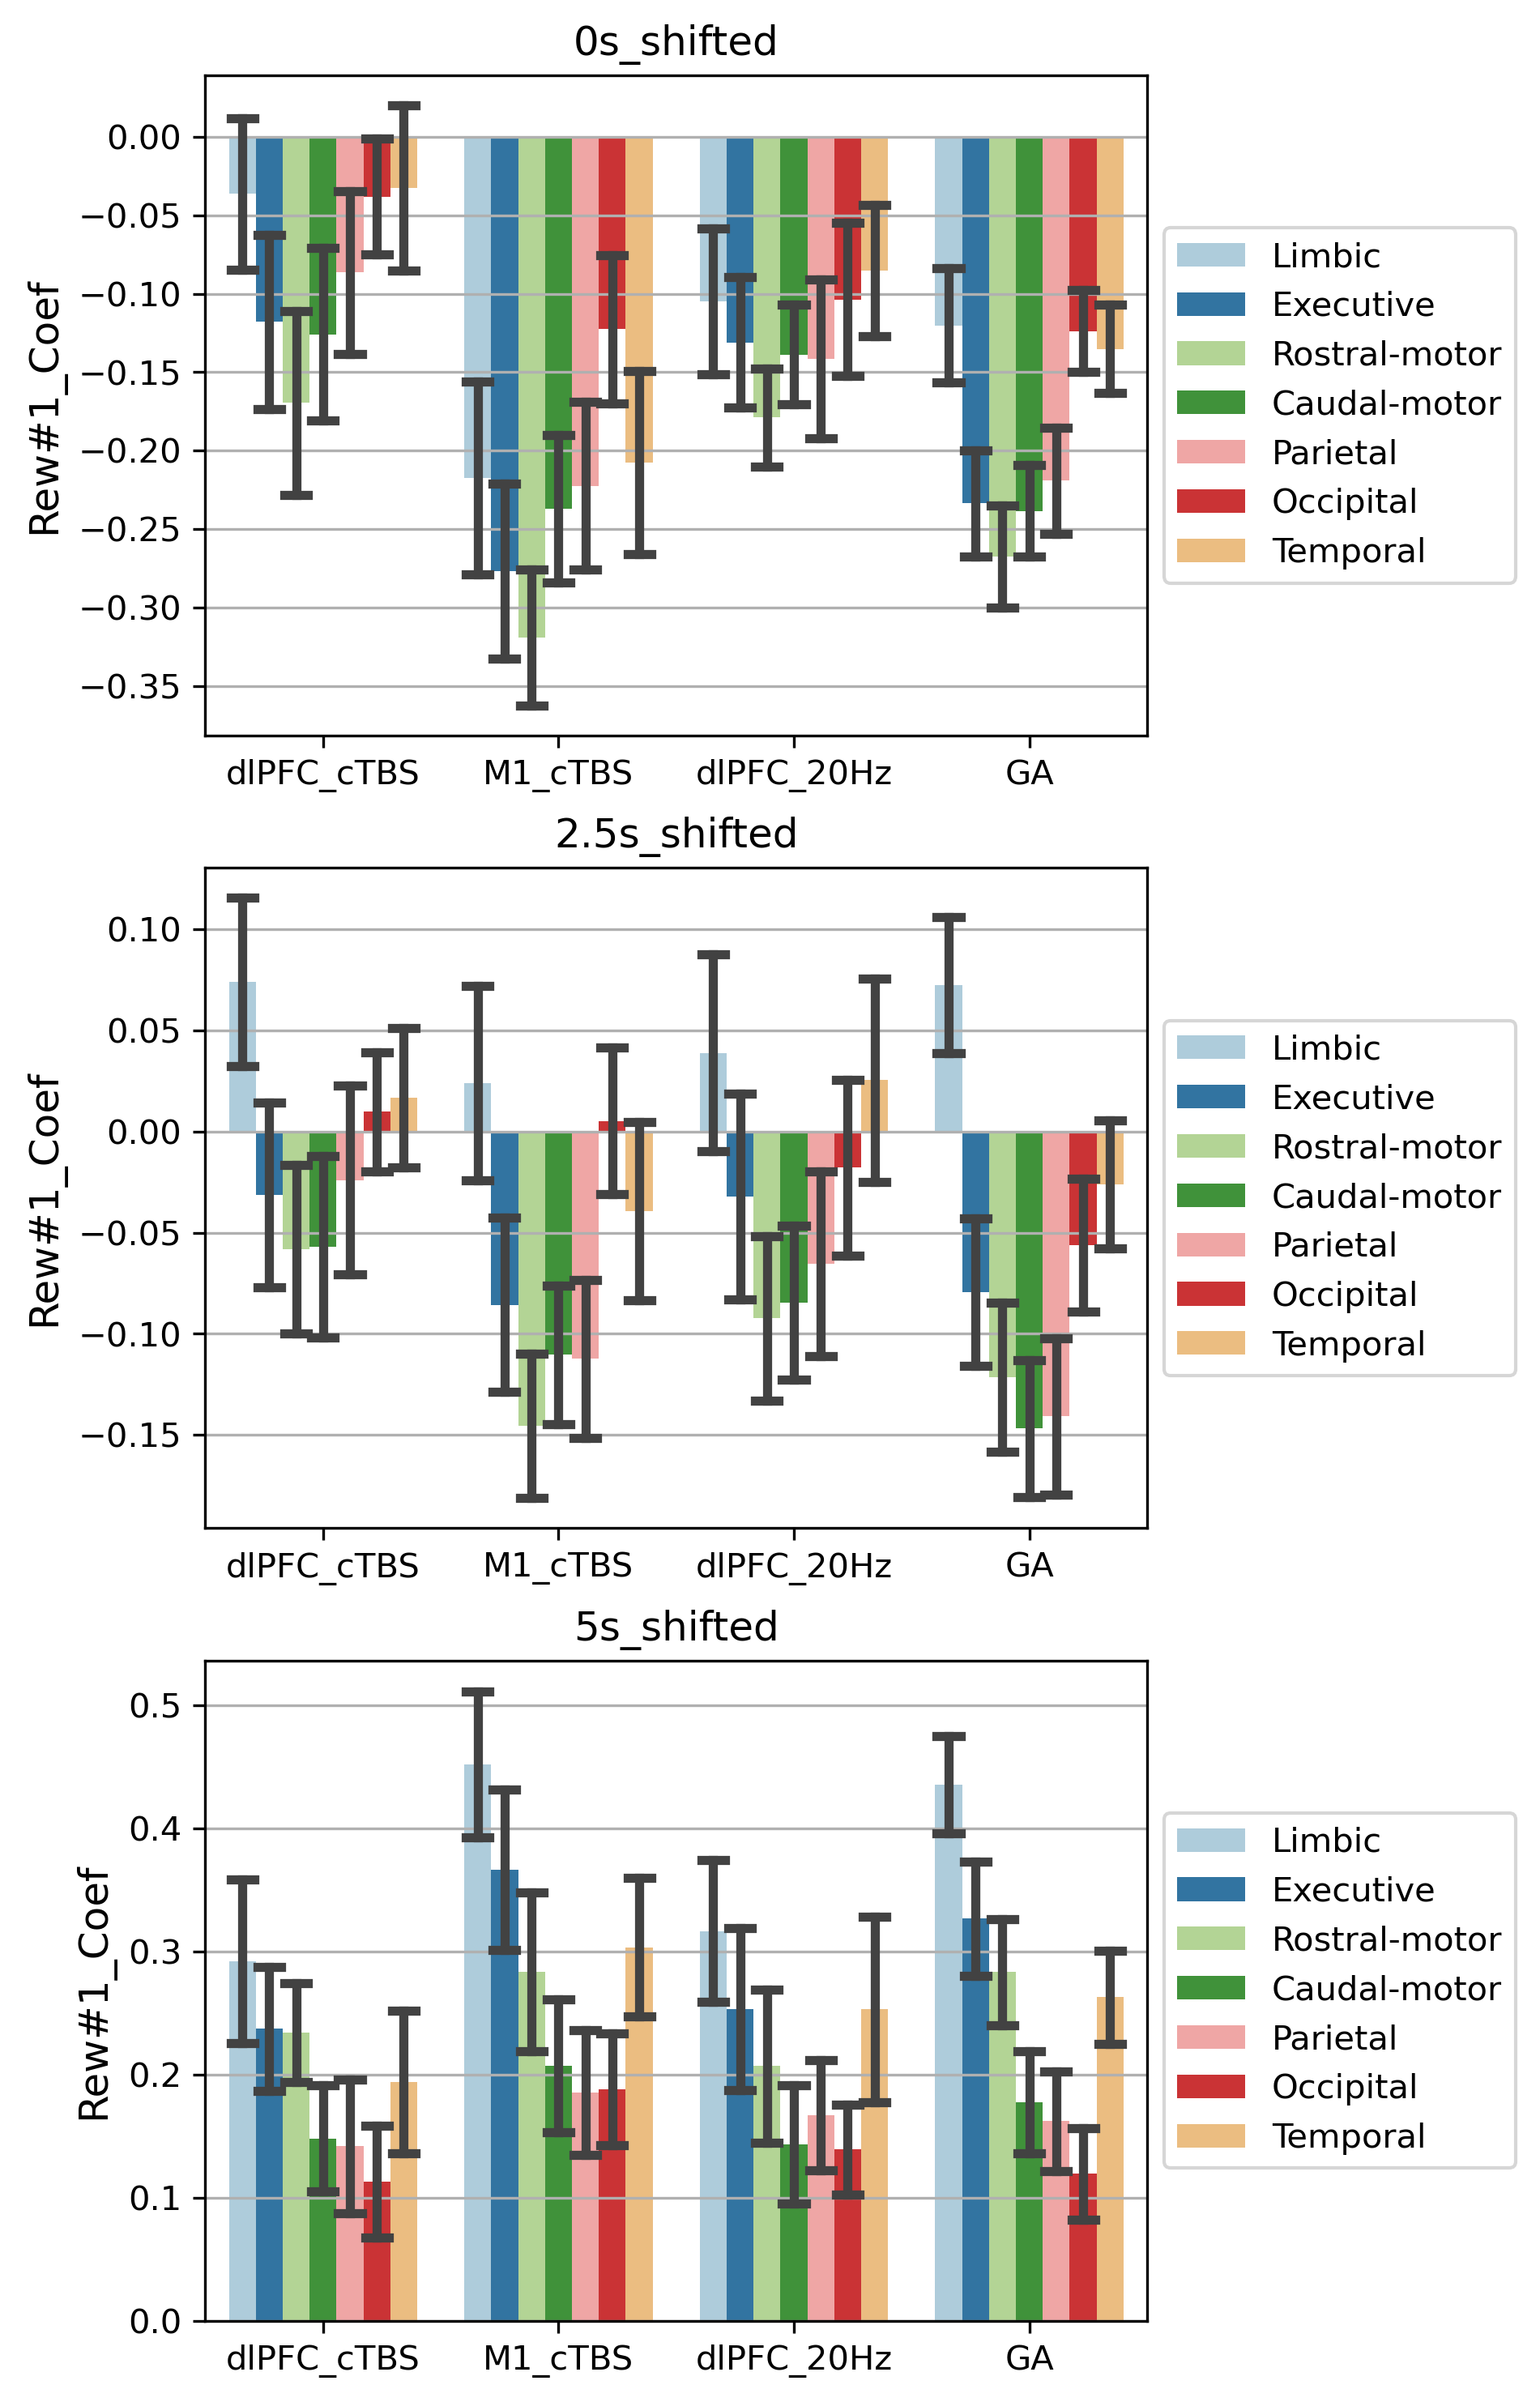 0s_shifted
Rew#1_Coef
0.00
−0.05
−0.10
−0.15
−0.20
−0.25
−0.30
−0.35
dlPFC_cTBS M1_cTBS dlPFC_20Hz GA
Limbic
Executive
Rostral-motor
Caudal-motor
Parietal
Occipital
Temporal
2.5s_shifted
Rew#1_Coef
0.10
0.05
0.00
−0.05
−0.10
−0.15
dlPFC_cTBS M1_cTBS dlPFC_20Hz GA
Limbic
Executive
Rostral-motor
Caudal-motor
Parietal
Occipital
Temporal
5s_shifted
Rew#1_Coef
0.5
0.4
0.3
0.2
0.1
0.0
dlPFC_cTBS M1_cTBS dlPFC_20Hz GA
Limbic
Executive
Rostral-motor
Caudal-motor
Parietal
Occipital
Temporal